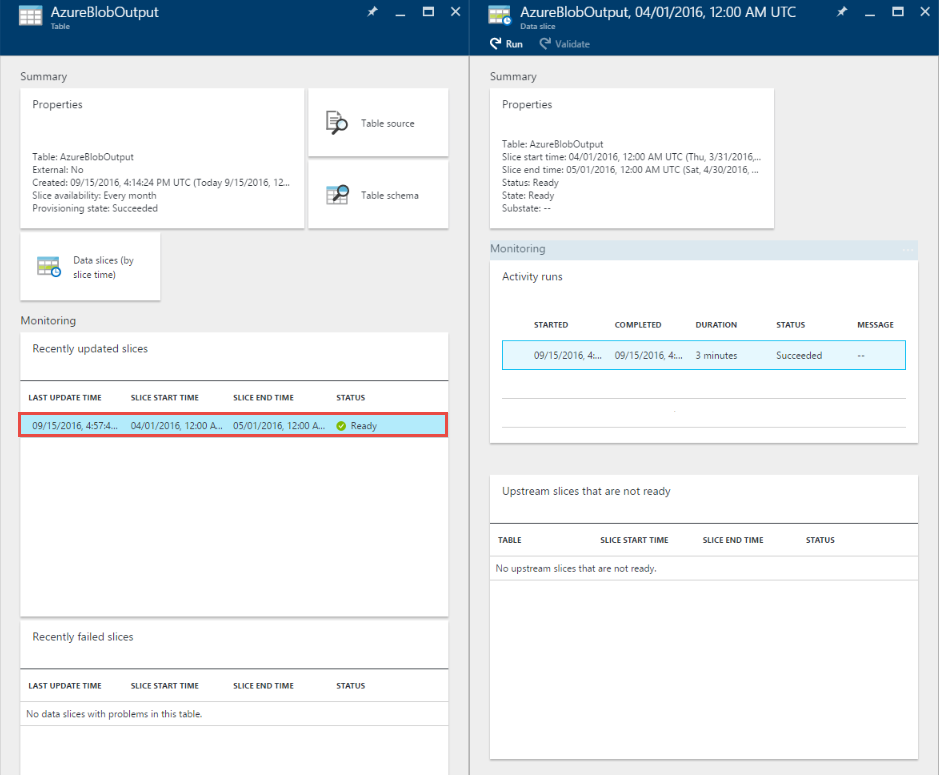 AzureBlobOutput
Table
Summary
Properties
Table: AzureBlobOutput
External: No
Created: 09/15/2016, 4:14:24 PM UTC (Today 9/15/2016, 12...
Slice availability: Every month
Provisioning state: Succeeded
Table source
Table schema
Data slices (by
slice time)
Monitoring
Recently updated slices
LAST UPDATE TIME SLICE START TIME SLICE END TIME STATUS
09/15/2016, 4:57:4... 04/01/2016, 12:00 A... 05/01/2016, 12:00 A... Ready
Recently failed slices
LAST UPDATE TIME SLICE START TIME SLICE END TIME STATUS
No data slices with problems in this table.
AzureBlobOutput, 04/01/2016, 12:00 AM UTC
Data slice
Run Validate
Summary
Properties
Table: AzureBlobOutput
Slice start time: 04/01/2016, 12:00 AM UTC (Thu, 3/31/2016,...
Slice end time: 05/01/2016, 12:00 AM UTC (Sat, 4/30/2016, ...
Status: Ready
State: Ready
Substate: --
Monitoring ...
Activity runs
STARTED COMPLETED DURATION STATUS MESSAGE
09/15/2016, 4:... 09/15/2016, 4:... 3 minutes Succeeded --
Upstream slices that are not ready
TABLE SLICE START TIME SLICE END TIME STATUS
No upstream slices that are not ready.